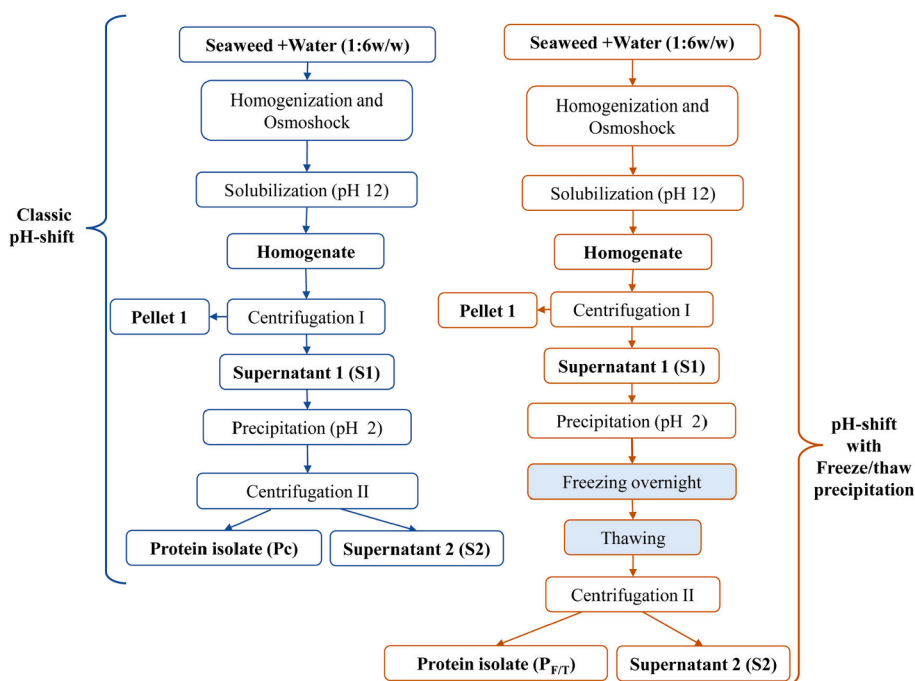 Classic
pH-shift
Seaweed +Water (1:6w/w)
Homogenization and
Osmoshock
Solubilization (pH 12)
Homogenate
Pellet 1
Centrifugation I
Supernatant 1 (S1)
Precipitation (pH 2)
Centrifugation II
Protein isolate (Pc)
Supernatant 2 (S2)
Seaweed +Water (1:6w/w)
Homogenization and
Osmoshock
Solubilization (pH 12)
Homogenate
Pellet 1
Centrifugation I
Supernatant 1 (S1)
Precipitation (pH 2)
Freezing overnight
Thawing
Centrifugation II
Protein isolate (PF/T)
Supernatant 2 (S2)
pH-shift
with
Freeze/thaw
precipitation